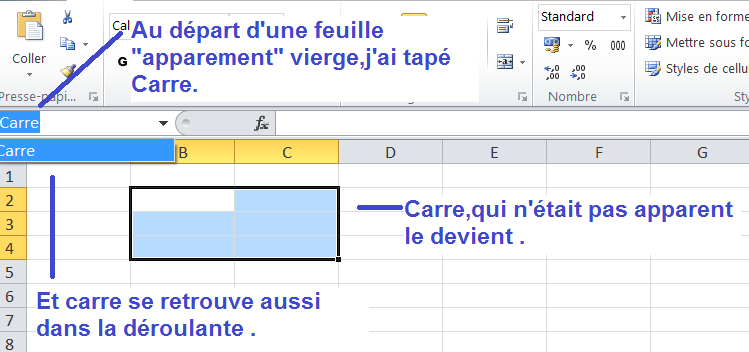 Coller
Presse-papi...
Cal
G
Au départ d'une feuille
"apparement" vierge,j'ai tapé
Carre.
Standard
% 000
Nombre
Mise en forme
Mettre sous fo
Styles de cellu
Sty
Carre
fx
Carre
B C D E F G
1
2
3
4
5
6
7
8
Carre,qui n'était pas apparent
le devient .
Et carre se retrouve aussi
dans la déroulante .